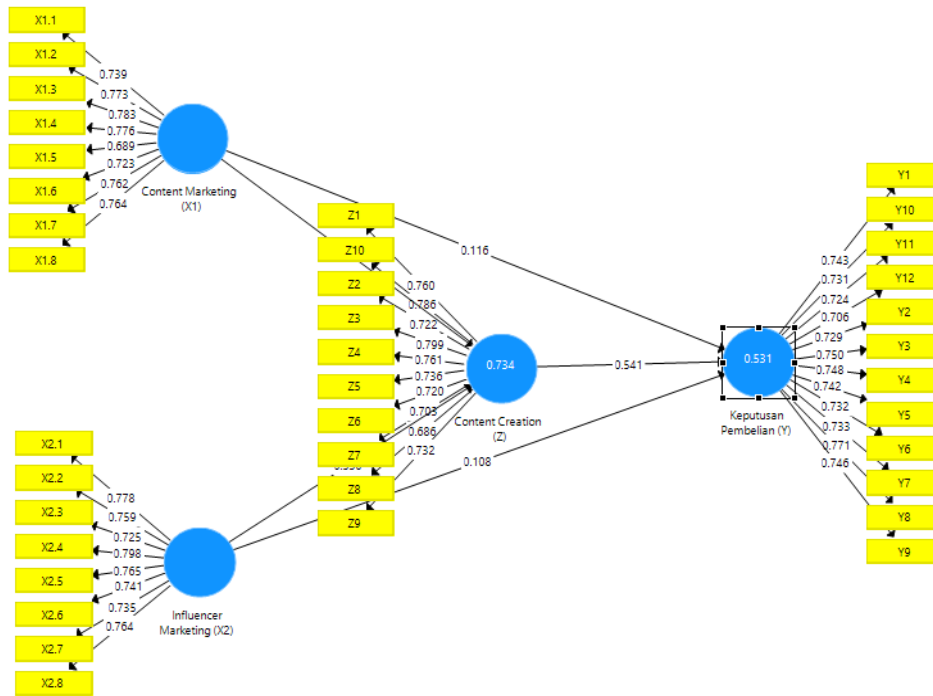 X1.1
X1.2
X1.3
X1.4
X1.5
X1.6
X1.7
X1.8
0.739
0.773
0.783
0.776
0.689
0.723
0.762
0.764
Content Marketing
(X1)
X2.1
X2.2
X2.3
X2.4
X2.5
X2.6
X2.7
X2.8
0.778
0.759
0.725
0.798
0.765
0.741
0.735
0.764
Influencer
Marketing (X2)
Z1
Z10
Z2
Z3
Z4
Z5
Z6
Z7
Z8
Z9
0.760
0.786
0.722
0.799
0.761
0.736
0.720
0.703
0.686
0.732
0.734
Content Creation
(Z)
0.116
0.541
0.108
0.531
Keputusan
Pembelian (Y)
0.743
0.731
0.724
0.706
0.729
0.750
0.748
0.742
0.732
0.733
0.771
0.746
Y1
Y10
Y11
Y12
Y2
Y3
Y4
Y5
Y6
Y7
Y8
Y9